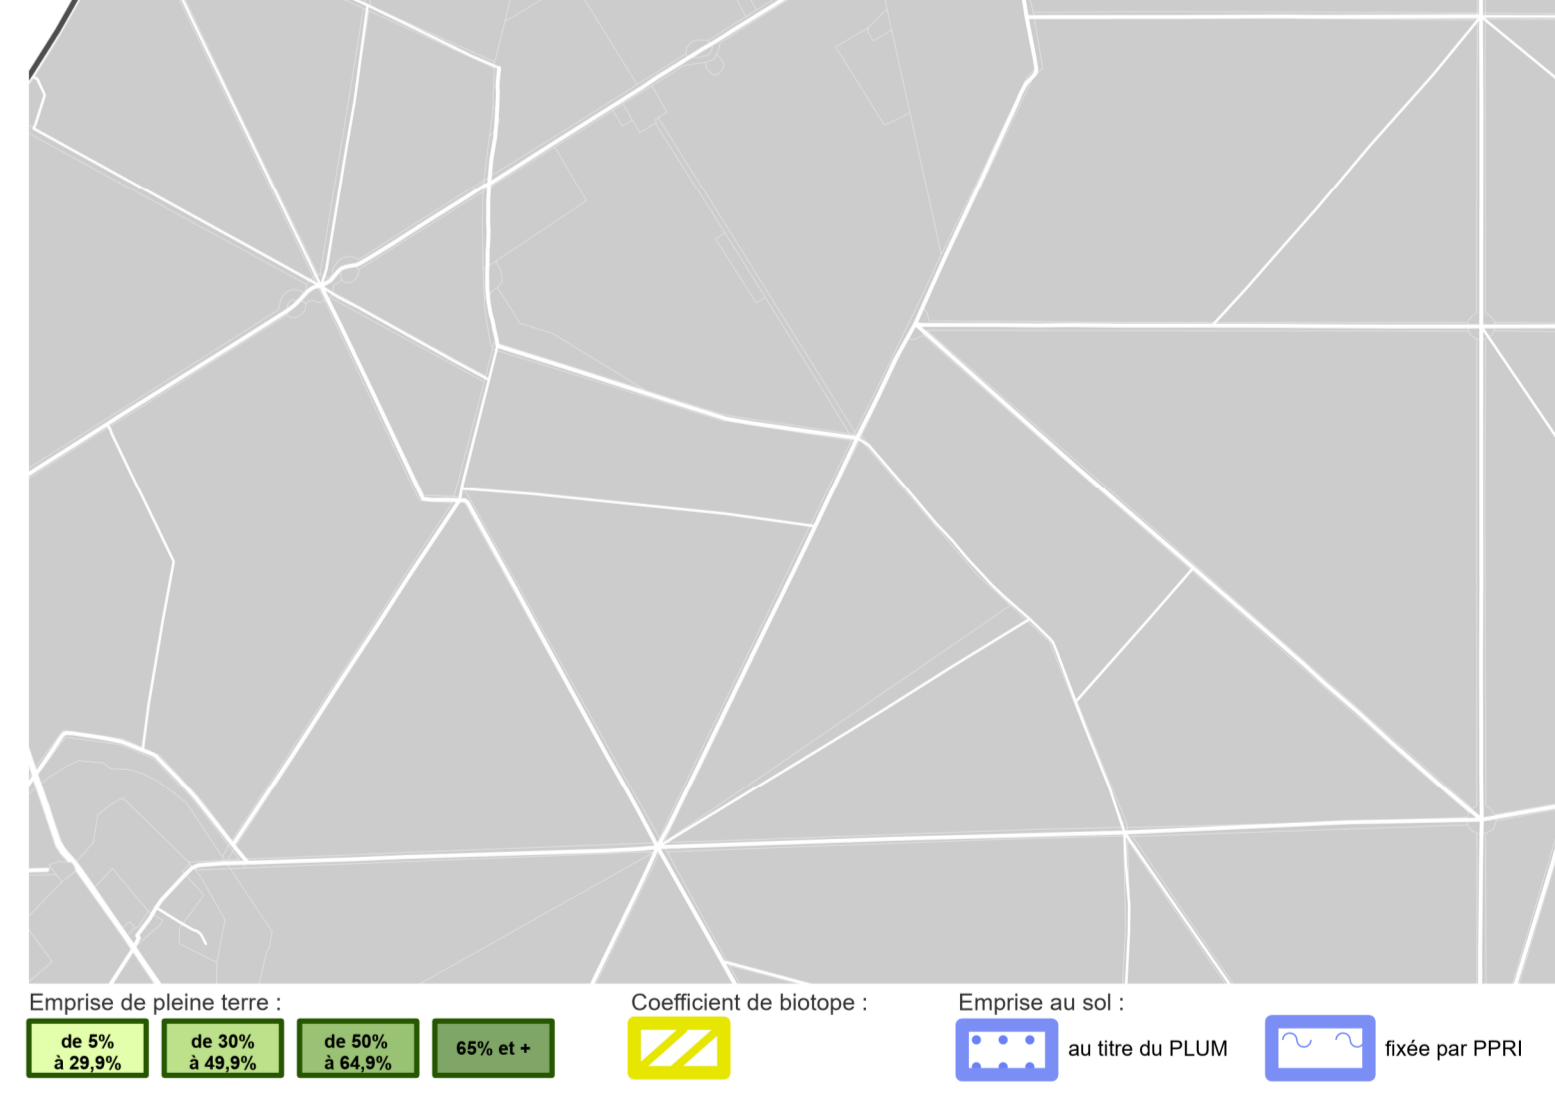 Emprise de pleine terre :
de 5%
à 29,9%
de 30%
à 49,9%
de 50%
à 64,9%
65% et +
Coefficient de biotope :
Emprise au sol :
au titre du PLUM
fixée par PPRI